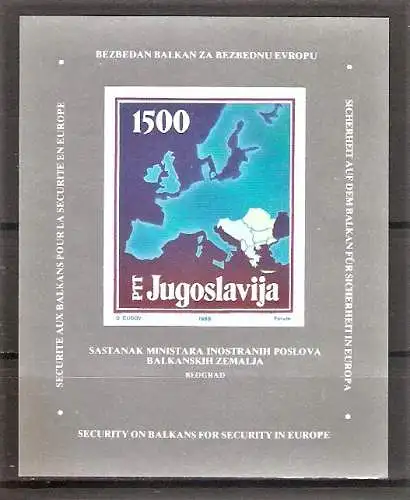 BEZBEDAN BALKAN ZA BEZBEDNU EVROPU
SECURITE AUX BALKANS POUR LA SECURITE EN EUROPE
1500
PTT Jugoslavija
1988
Forum
SICHERHEIT AUF DEM BALKAN FÜR SICHERHEIT IN EUROPA
SASTANAK MINISTARA INOSTRANIH POSLOVA
BALKANSKIH ZEMALJA
BEOGRAD
SECURITY ON BALKANS FOR SECURITY IN EUROPE